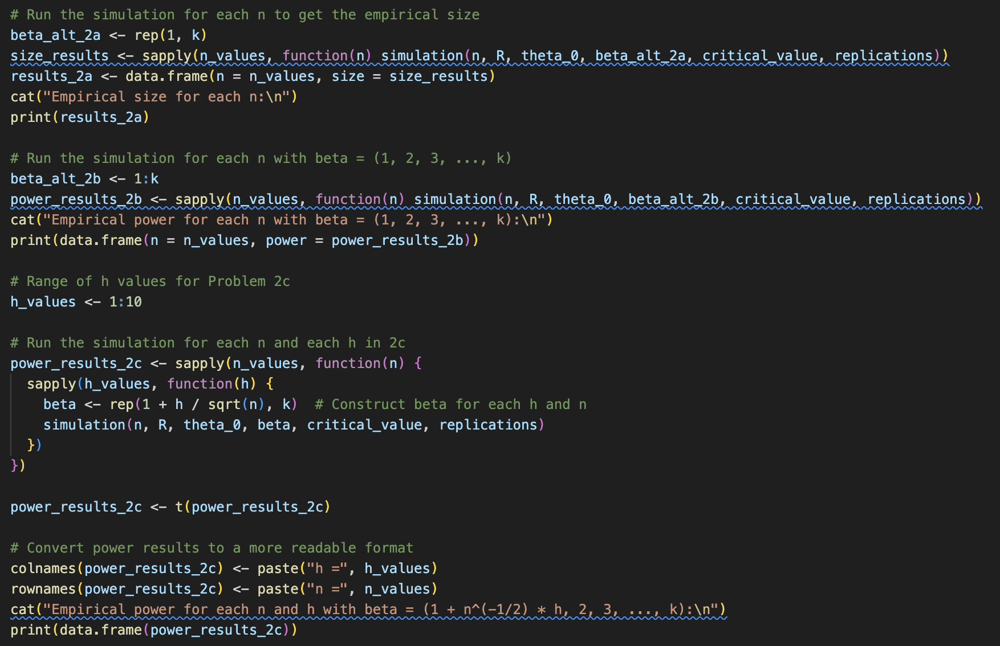 # Run the simulation for each n to get the empirical size
beta_alt_2a <- rep(1, k)
size_results <- sapply(n_values, function(n) simulation(n, R, theta_0, beta_alt_2a, critical_value, replications))
results_2a <- data.frame(n = n_values, size = size_results)
cat("Empirical size for each n:\n")
print(results_2a)

# Run the simulation for each n with beta = (1, 2, 3, ..., k)
beta_alt_2b <- 1:k
power_results_2b <- sapply(n_values, function(n) simulation(n, R, theta_0, beta_alt_2b, critical_value, replications))
cat("Empirical power for each n with beta = (1, 2, 3, ..., k):\n")
print(data.frame(n = n_values, power = power_results_2b))

# Range of h values for Problem 2c
h_values <- 1:10

# Run the simulation for each n and each h in 2c
power_results_2c <- sapply(n_values, function(n) {
  sapply(h_values, function(h) {
    beta <- rep(1 + h / sqrt(n), k)  # Construct beta for each h and n
    simulation(n, R, theta_0, beta, critical_value, replications)
  })
})

power_results_2c <- t(power_results_2c)

# Convert power results to a more readable format
colnames(power_results_2c) <- paste("h =", h_values)
rownames(power_results_2c) <- paste("n =", n_values)
cat("Empirical power for each n and h with beta = (1 + n^(-1/2) * h, 2, 3, ..., k):\n")
print(data.frame(power_results_2c))